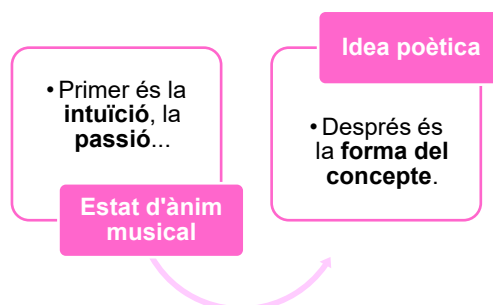 • Primer és la
intuïció, la
passió...
Estat d'ànim
musical
Idea poètica
• Després és
la forma del
concepte.